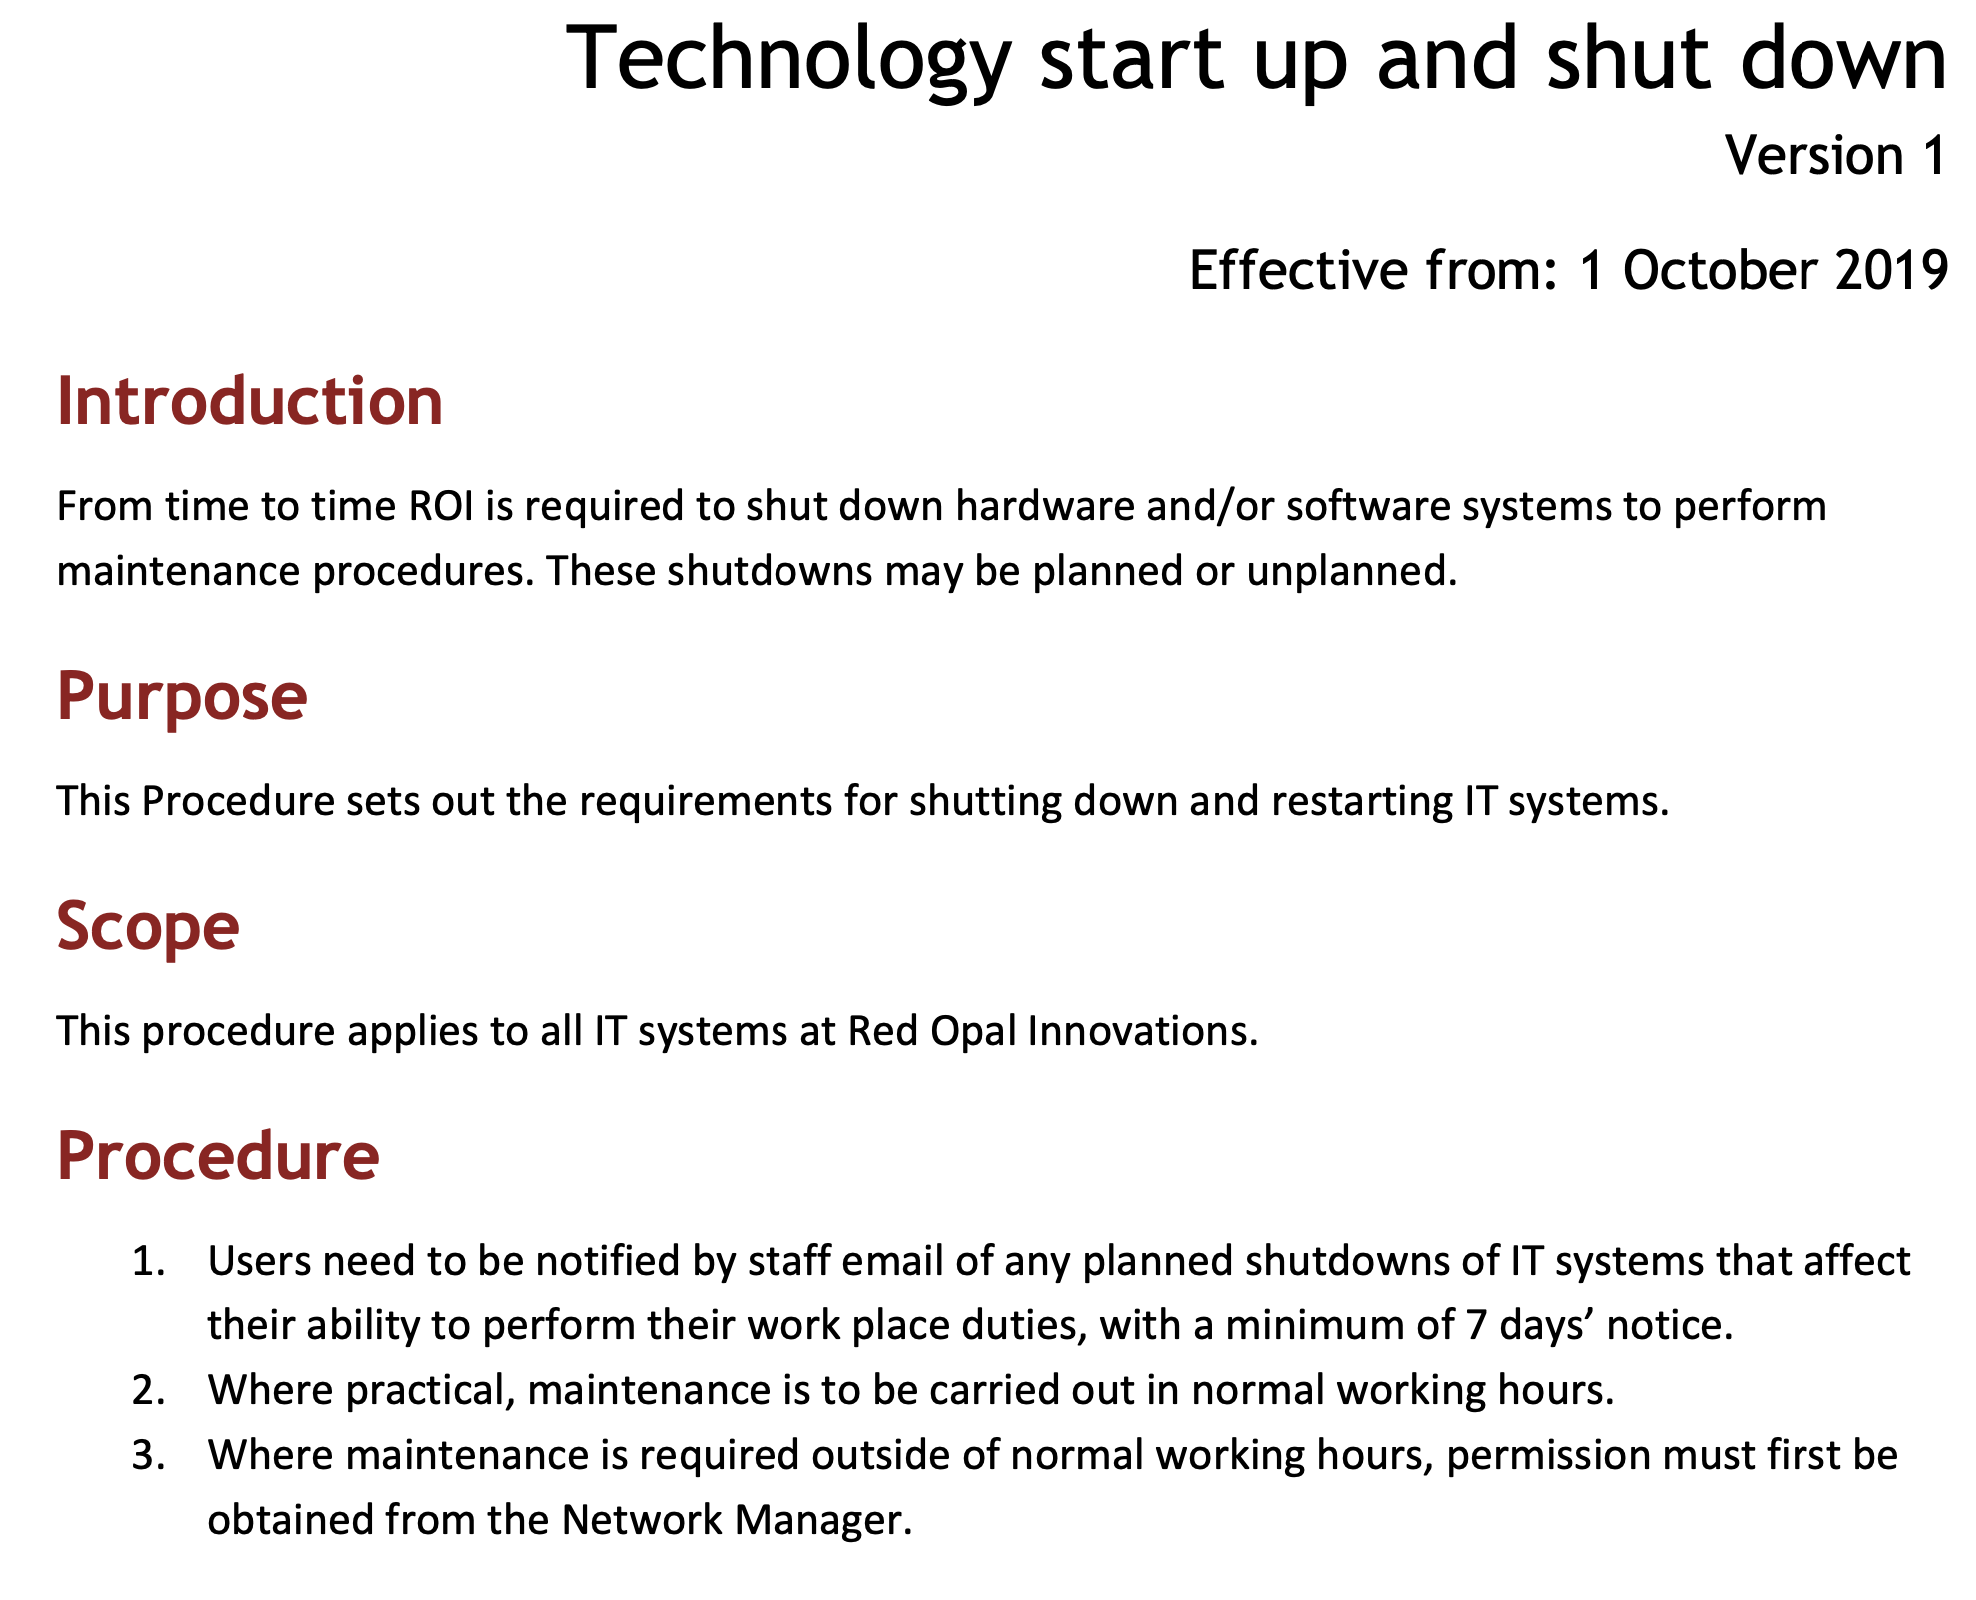 Technology start up and shut down
Version 1
Effective from: 1 October 2019
Introduction
From time to time ROI is required to shut down hardware and/or software systems to perform
maintenance procedures. These shutdowns may be planned or unplanned.
Purpose
This Procedure sets out the requirements for shutting down and restarting IT systems.
Scope
This procedure applies to all IT systems at Red Opal Innovations.
Procedure
1. Users need to be notified by staff email of any planned shutdowns of IT systems that affect
their ability to perform their work place duties, with a minimum of 7 days’ notice.
2. Where practical, maintenance is to be carried out in normal working hours.
3. Where maintenance is required outside of normal working hours, permission must first be
obtained from the Network Manager.